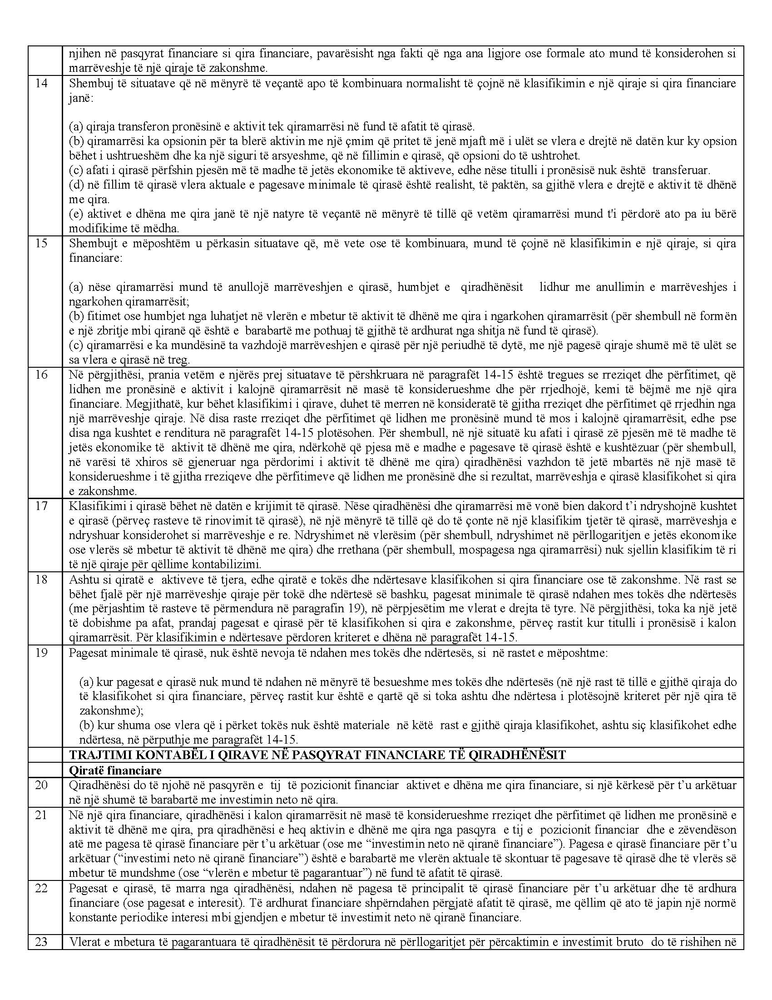 njihen në pasqyrat financiare si qira financiare, pavarësisht nga fakti që nga ana ligjore ose formale ato mund të konsiderohen si
marrëveshje të një qiraje të zakonshme.
14 Shembuj të situatave që në mënyrë të veçantë apo të kombinuara normalisht të çojnë në klasifikimin e një qiraje si qira financiare
janë:
(a) qiraja transferon pronësinë e aktivit tek qiramarrësi në fund të afatit të qirasë.
(b) qiramarrësi ka opsionin për ta blerë aktivin me një çmim që pritet të jenë mjaft më i ulët se vlera e drejtë në datën kur ky opsion
bëhet i ushtrueshëm dhe ka një siguri të arsyeshme, që në fillimin e qirasë, që opsioni do të ushtrohet.
(c) afati i qirasë përfshin pjesën më të madhe të jetës ekonomike të aktiveve, edhe nëse titulli i pronësisë nuk është transferuar.
(d) në fillim të qirasë vlera aktuale e pagesave minimale të qirasë është realisht, të paktën, sa gjithë vlera e drejtë e aktivit të dhënë
me qira.
(e) aktivet e dhëna me qira janë të një natyre të veçantë në mënyrë të tillë që vetëm qiramarrësi mund t'i përdorë ato pa iu bërë
modifikime të mëdha.
15 Shembujt e mëposhtëm u përkasin situatave që, më vete ose të kombinuara, mund të çojnë në klasifikimin e një qiraje, si qira
financiare:
(a) nëse qiramarrësi mund të anullojë marrëveshjen e qirasë, humbjet e qiradhënësit lidhur me anullimin e marrëveshjes i
ngarkohen qiramarrësit;
(b) fitimet ose humbjet nga luhatjet në vlerën e mbetur të aktivit të dhënë me qira i ngarkohen qiramarrësit (për shembull në formën
e një zbritje mbi qiranë që është e barabartë me pothuaj të gjithë të ardhurat nga shitja në fund të qirasë).
(c) qiramarrësi e ka mundësinë ta vazhdojë marrëveshjen e qirasë për një periudhë të dytë, me një pagesë qiraje shumë më të ulët se
sa vlera e qirasë në treg.
16 Në përgjithësi, prania vetëm e njërës prej situatave të përshkruara në paragrafët 14-15 është tregues se rreziqet dhe përfitimet, që
lidhen me pronësinë e aktivit i kalojnë qiramarrësit në masë të konsiderueshme dhe për rrjedhojë, kemi të bëjmë me një qira
financiare. Megjithatë, kur bëhet klasifikimi i qirave, duhet të merren në konsideratë të gjitha rreziqet dhe përfitimet që rrjedhin nga
një marrëveshje qiraje. Në disa raste rreziqet dhe përfitimet që lidhen me pronësinë mund të mos i kalojnë qiramarrësit, edhe pse
disa nga kushtet e renditura në paragrafët 14-15 plotësohen. Për shembull, në një situatë ku afati i qirasë zë pjesën më të madhe të
jetës ekonomike të aktivit të dhënë me qira, ndërkohë që pjesa më e madhe e pagesave të qirasë është e kushtëzuar (për shembull,
në varësi të xhiros së gjeneruar nga përdorimi i aktivit të dhënë me qira) qiradhënësi vazhdon të jetë mbartës në një masë të
konsiderueshme i të gjitha rreziqeve dhe përfitimeve që lidhen me pronësinë dhe si rezultat, marrëveshja e qirasë klasifikohet si qira
e zakonshme.
17 Klasifikimi i qirasë bëhet në datën e krijimit të qirasë. Nëse qiradhënësi dhe qiramarrësi më vonë bien dakord t’i ndryshojnë kushtet
e qirasë (përveç rasteve të rinovimit të qirasë), në një mënyrë të tillë që do të çonte në një klasifikim tjetër të qirasë, marrëveshja e
ndryshuar konsiderohet si marrëveshje e re. Ndryshimet në vlerësim (për shembull, ndryshimet në përllogaritjen e jetës ekonomike
ose vlerës së mbetur të aktivit të dhënë me qira) dhe rrethana (për shembull, mospagesa nga qiramarrësi) nuk sjellin klasifikim të ri
të një qiraje për qëllime kontabilizimi.
18 Ashtu si qiratë e aktiveve të tjera, edhe qiratë e tokës dhe ndërtesave klasifikohen si qira financiare ose të zakonshme. Në rast se
bëhet fjalë për një marrëveshje qiraje për tokë dhe ndërtesë së bashku, pagesat minimale të qirasë ndahen mes tokës dhe ndërtesës
(me përjashtim të rasteve të përmendura në paragrafin 19), në përpjesëtim me vlerat e drejta të tyre. Në përgjithësi, toka ka një jetë
të dobishme pa afat, prandaj pagesat e qirasë për të klasifikohen si qira e zakonshme, përveç rastit kur titulli i pronësisë i kalon
qiramarrësit. Për klasifikimin e ndërtesave përdoren kriteret e dhëna në paragrafët 14-15.
19 Pagesat minimale të qirasë, nuk është nevoja të ndahen mes tokës dhe ndërtesës, si në rastet e mëposhtme:
(a) kur pagesat e qirasë nuk mund të ndahen në mënyrë të besueshme mes tokës dhe ndërtesës (në një rast të tillë e gjithë qiraja do
të klasifikohet si qira financiare, përveç rastit kur është e qartë që si toka ashtu dhe ndërtesa i plotësojnë kriteret për një qira të
zakonshme);
(b) kur shuma ose vlera që i përket tokës nuk është materiale në këtë rast e gjithë qiraja klasifikohet, ashtu siç klasifikohet edhe
ndërtesa, në përputhje me paragrafët 14-15.
TRAJTIMI KONTABËL I QIRAVE NË PASQYRAT FINANCIARE TË QIRADHËNËSIT
Qiratë financiare
20 Qiradhënësi do të njohë në pasqyrën e tij të pozicionit financiar aktivet e dhëna me qira financiare, si një kërkesë për t’u arkëtuar
në një shumë të barabartë me investimin neto në qira.
21 Në një qira financiare, qiradhënësi i kalon qiramarrësit në masë të konsiderueshme rreziqet dhe përfitimet që lidhen me pronësinë e
aktivit të dhënë me qira, pra qiradhënësi e heq aktivin e dhënë me qira nga pasqyra e tij e pozicionit financiar dhe e zëvendëson
atë me pagesa të qirasë financiare për t’u arkëtuar (ose me “investimin neto në qiranë financiare”). Pagesa e qirasë financiare për t’u
arkëtuar (“investimi neto në qiranë financiare”) është e barabartë me vlerën aktuale të skontuar të pagesave të qirasë dhe të vlerës së
mbetur të mundshme (ose “vlerën e mbetur të pagarantuar”) në fund të afatit të qirasë.
22 Pagesat e qirasë, të marra nga qiradhënësi, ndahen në pagesa të principalit të qirasë financiare për t’u arkëtuar dhe të ardhura
financiare (ose pagesat e interesit). Të ardhurat financiare shpërndahen përgjatë afatit të qirasë, me qëllim që ato të japin një normë
konstante periodike interesi mbi gjendjen e mbetur të investimit neto në qiranë financiare.
23 Vlerat e mbetura të pagarantuara të qiradhënësit të përdorura në përllogaritjet për përcaktimin e investimit bruto do të rishihen në